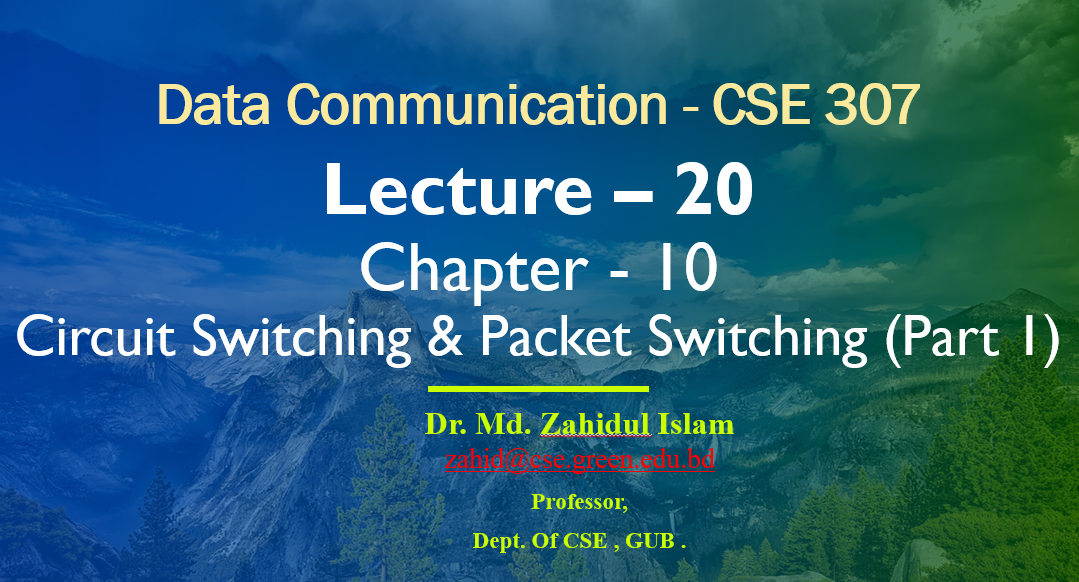 Data Communication - CSE 307
Lecture – 20
Chapter - 10
Circuit Switching & Packet Switching (Part 1)
Dr. Md. Zahidul Islam
zahid@cse.green.edu.bd
Professor,
Dept. Of CSE , GUB .